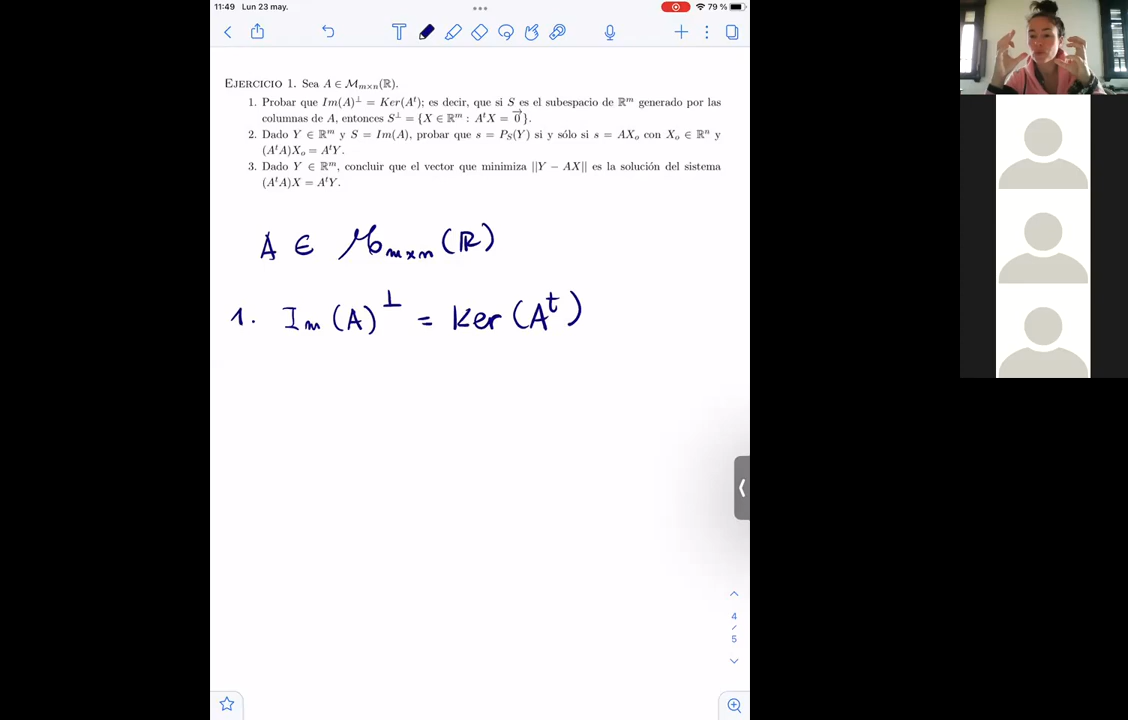 11:49 Lun 23 may.
79 %
EJERCICIO 1. Sea A ∈ M_{m×n}(ℝ).
1. Probar que Im(A)^⊥ = Ker(A^t); es decir, que si S es el subespacio de ℝ^m generado por las
columnas de A, entonces S^⊥ = {X ∈ ℝ^m : A^tX = \vec{0}}.
2. Dado Y ∈ ℝ^m y S = Im(A), probar que s = P_S(Y) si y sólo si s = AX_o con X_o ∈ ℝ^n y
(A^tA)X_o = A^tY.
3. Dado Y ∈ ℝ^m, concluir que el vector que minimiza ||Y − AX|| es la solución del sistema
(A^tA)X = A^tY.
A ∈ M_{m×n}(ℝ)
1. Im(A)^⊥ = Ker(A^t)
4
/
5